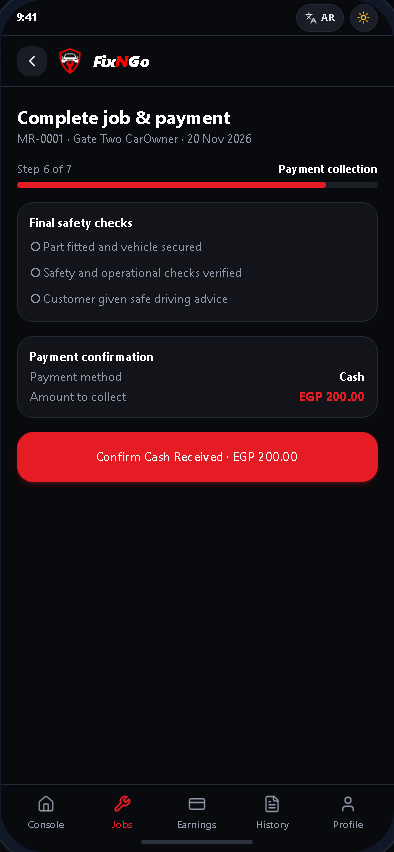 9:41
AR
FixNGo
Complete job & payment
MR-0001 · Gate Two CarOwner · 20 Nov 2026
Step 6 of 7
Payment collection
Final safety checks
Part fitted and vehicle secured
Safety and operational checks verified
Customer given safe driving advice
Payment confirmation
Payment method
Cash
Amount to collect
EGP 200.00
Confirm Cash Received · EGP 200.00
Console
Jobs
Earnings
History
Profile